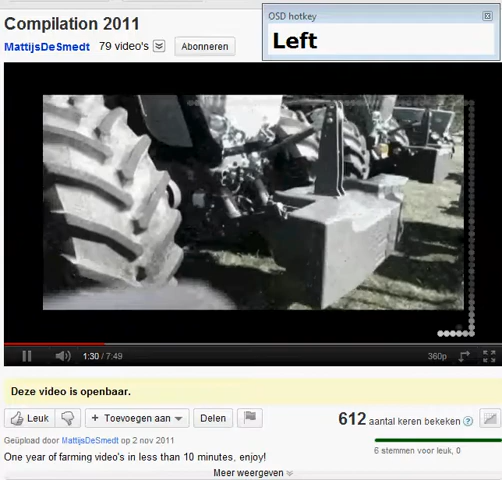 Compilation 2011
OSD hotkey
Left
MattijsDeSmedt 79 video's Abonneren
1:30 / 7:49 360p
Deze video is openbaar.
Leuk + Toevoegen aan Delen
612 aantal keren bekeken ?
Geüpload door MattijsDeSmedt op 2 nov 2011
6 stemmen voor leuk, 0
One year of farming video's in less than 10 minutes, enjoy!
Meer weergeven